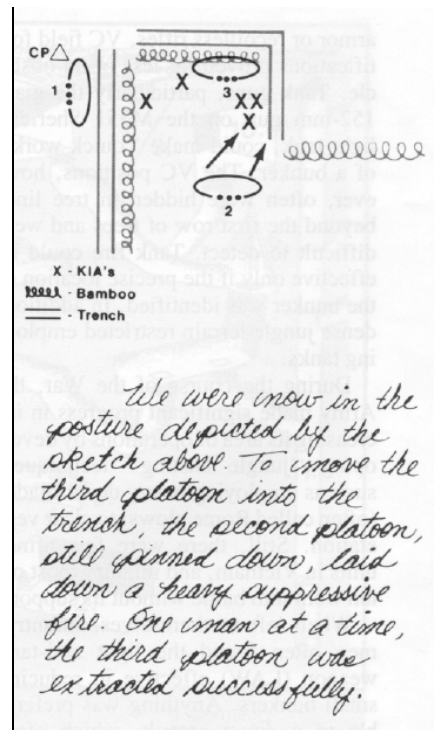 CP
1
3
X
X
X X
X
2
X - KIA's
- Bamboo
- Trench
We were now in the
posture depicted by the
sketch above. To move the
third platoon into the
trench, the second platoon,
still pinned down, laid
down a heavy suppressive
fire. One man at a time,
the third platoon was
extracted successfully.